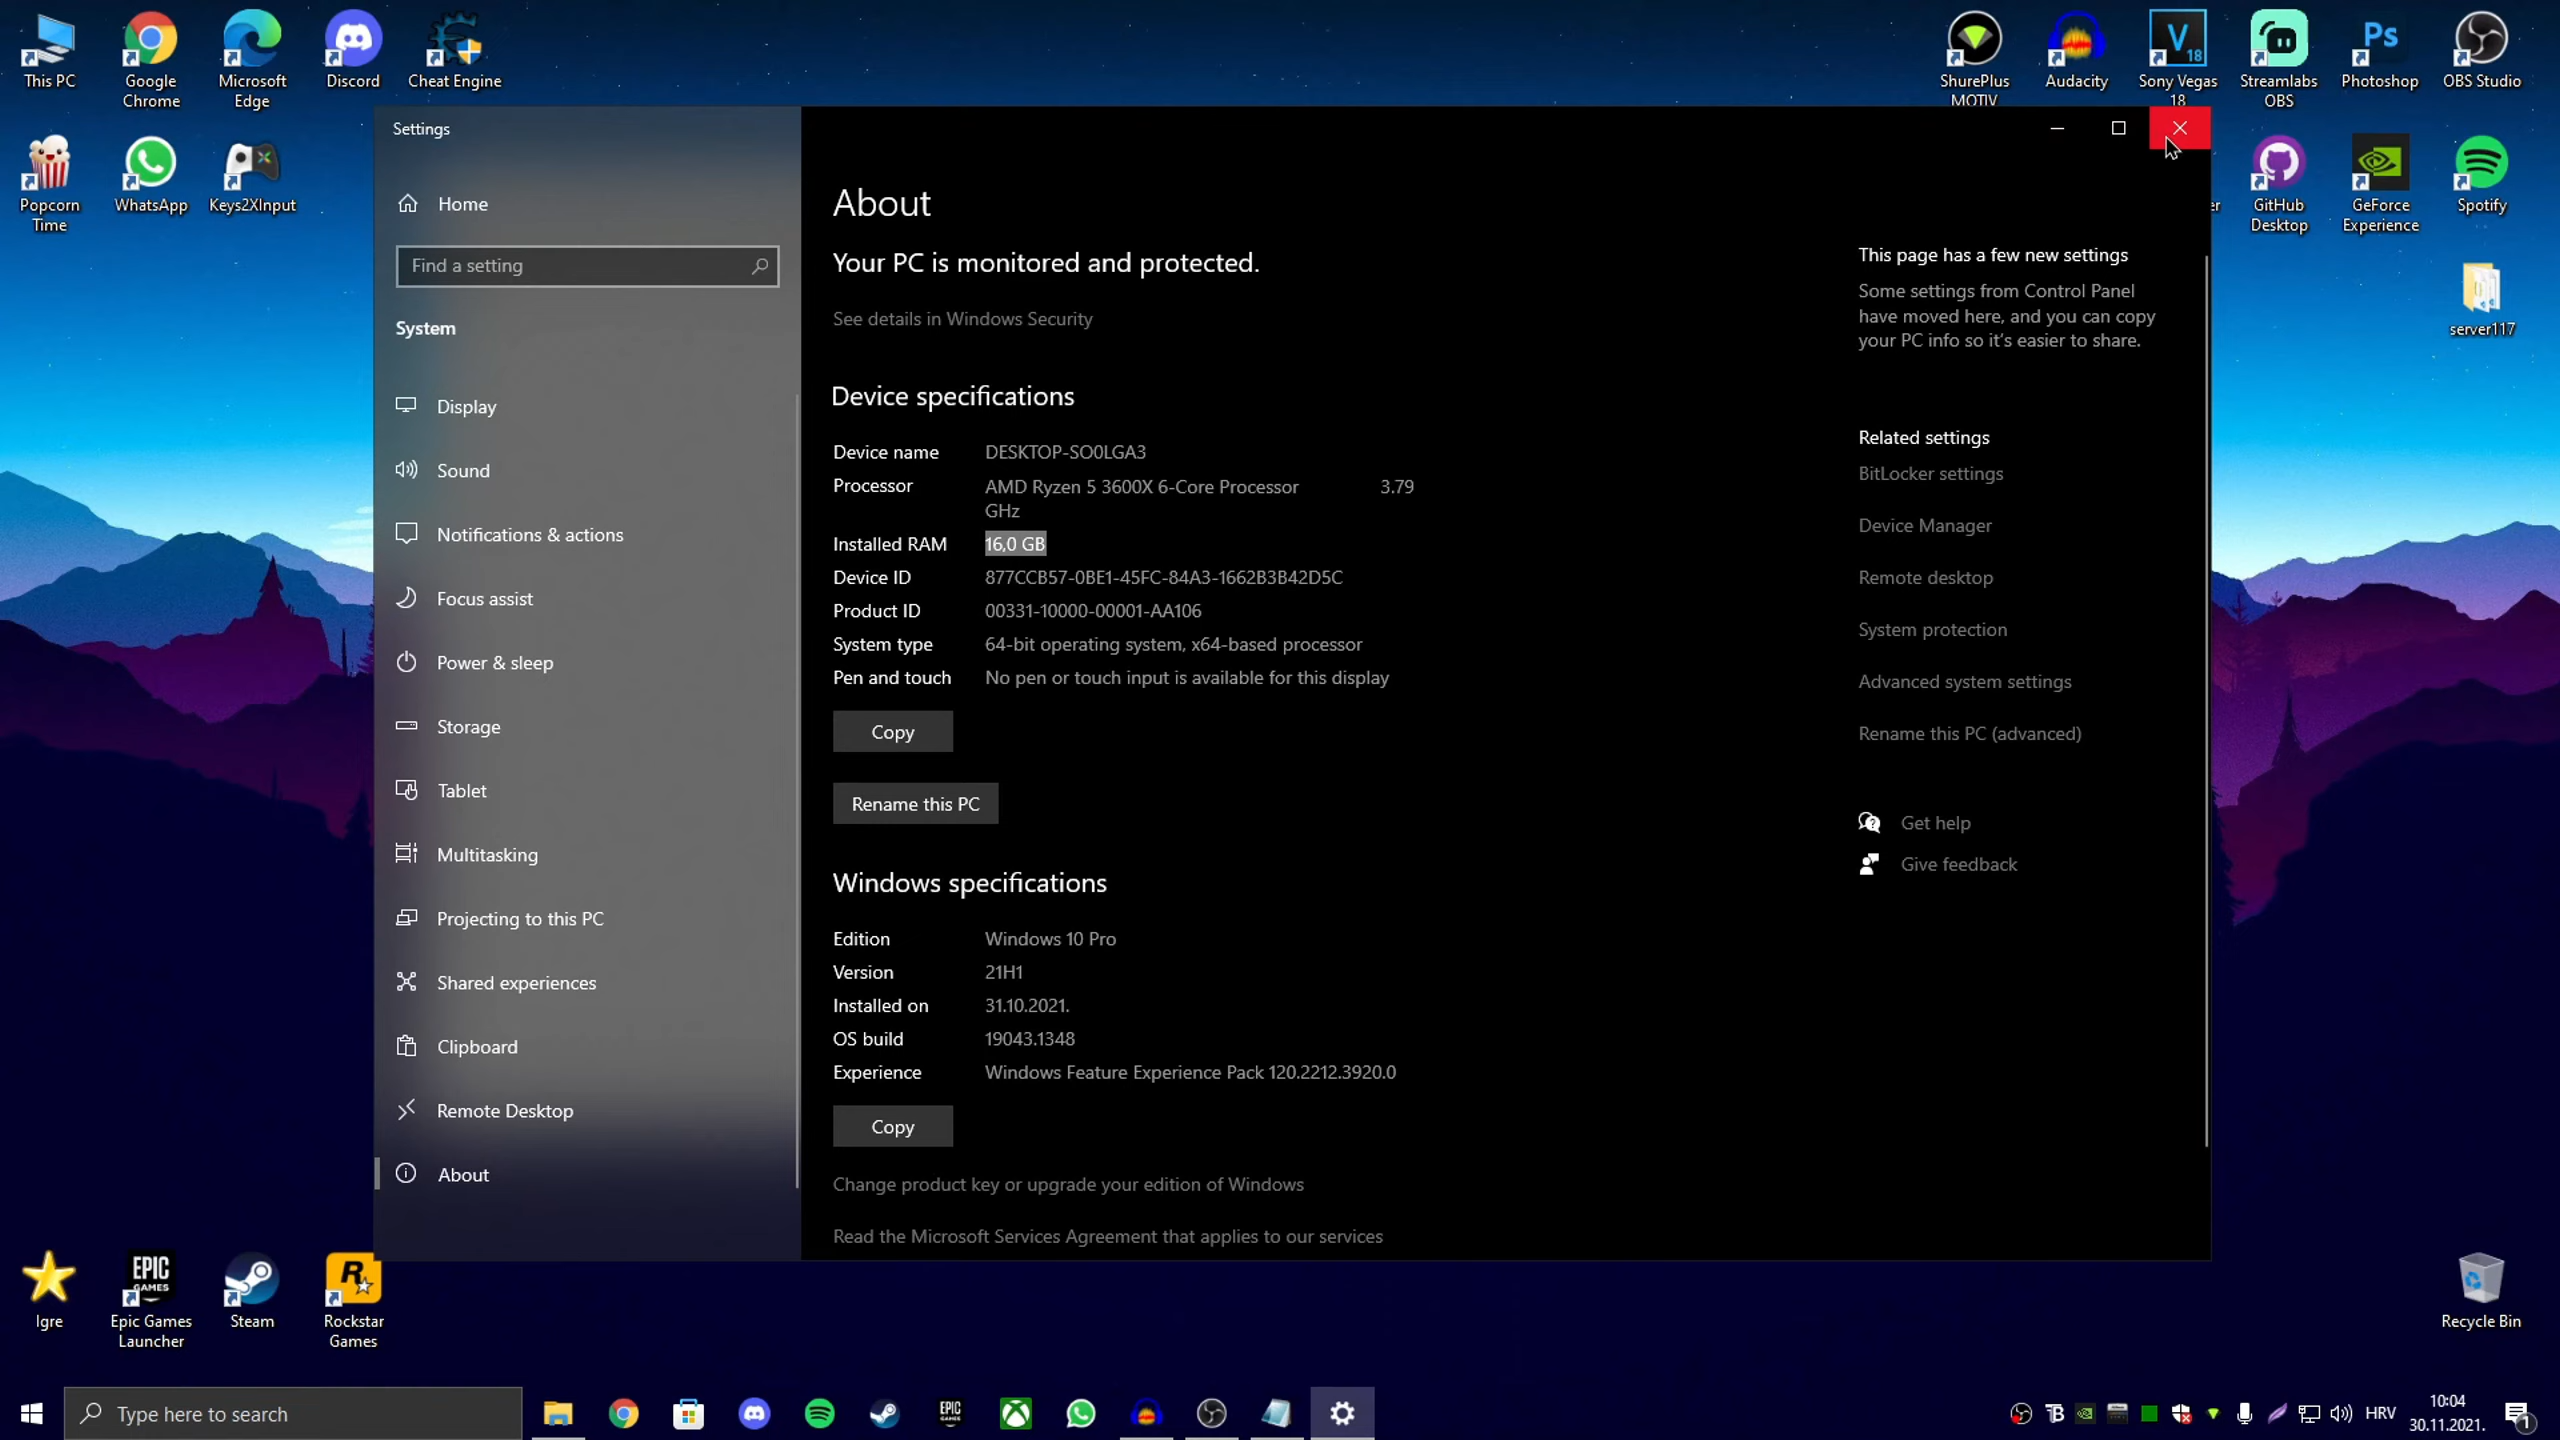 This PC
Google
Chrome
Microsoft
Edge
Discord
Cheat Engine
ShurePlus
MOTIV
Audacity
Sony Vegas
18
Streamlabs
OBS
Photoshop
OBS Studio
Popcorn
Time
WhatsApp
Keys2XInput
GitHub
Desktop
GeForce
Experience
Spotify
server117
Settings
Home
Find a setting
System
Display
Sound
Notifications & actions
Focus assist
Power & sleep
Storage
Tablet
Multitasking
Projecting to this PC
Shared experiences
Clipboard
Remote Desktop
About
About
Your PC is monitored and protected.
See details in Windows Security
Device specifications
Device name DESKTOP-SO0LGA3
Processor AMD Ryzen 5 3600X 6-Core Processor 3.79
GHz
Installed RAM 16,0 GB
Device ID 877CCB57-0BE1-45FC-84A3-1662B3B42D5C
Product ID 00331-10000-00001-AA106
System type 64-bit operating system, x64-based processor
Pen and touch No pen or touch input is available for this display
Copy
Rename this PC
Windows specifications
Edition Windows 10 Pro
Version 21H1
Installed on 31.10.2021.
OS build 19043.1348
Experience Windows Feature Experience Pack 120.2212.3920.0
Copy
Change product key or upgrade your edition of Windows
Read the Microsoft Services Agreement that applies to our services
This page has a few new settings
Some settings from Control Panel
have moved here, and you can copy
your PC info so it's easier to share.
Related settings
BitLocker settings
Device Manager
Remote desktop
System protection
Advanced system settings
Rename this PC (advanced)
Get help
Give feedback
Igre
Epic Games
Launcher
Steam
Rockstar
Games
Recycle Bin
Type here to search
HRV
10:04
30.11.2021.